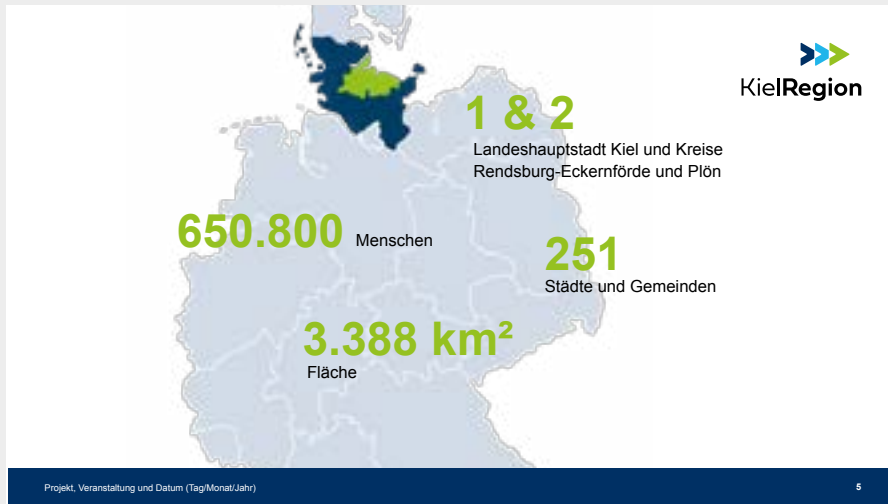 KielRegion
1 & 2
Landeshauptstadt Kiel und Kreise
Rendsburg-Eckernförde und Plön
650.800 Menschen
251
Städte und Gemeinden
3.388 km²
Fläche
Projekt, Veranstaltung und Datum (Tag/Monat/Jahr) 5